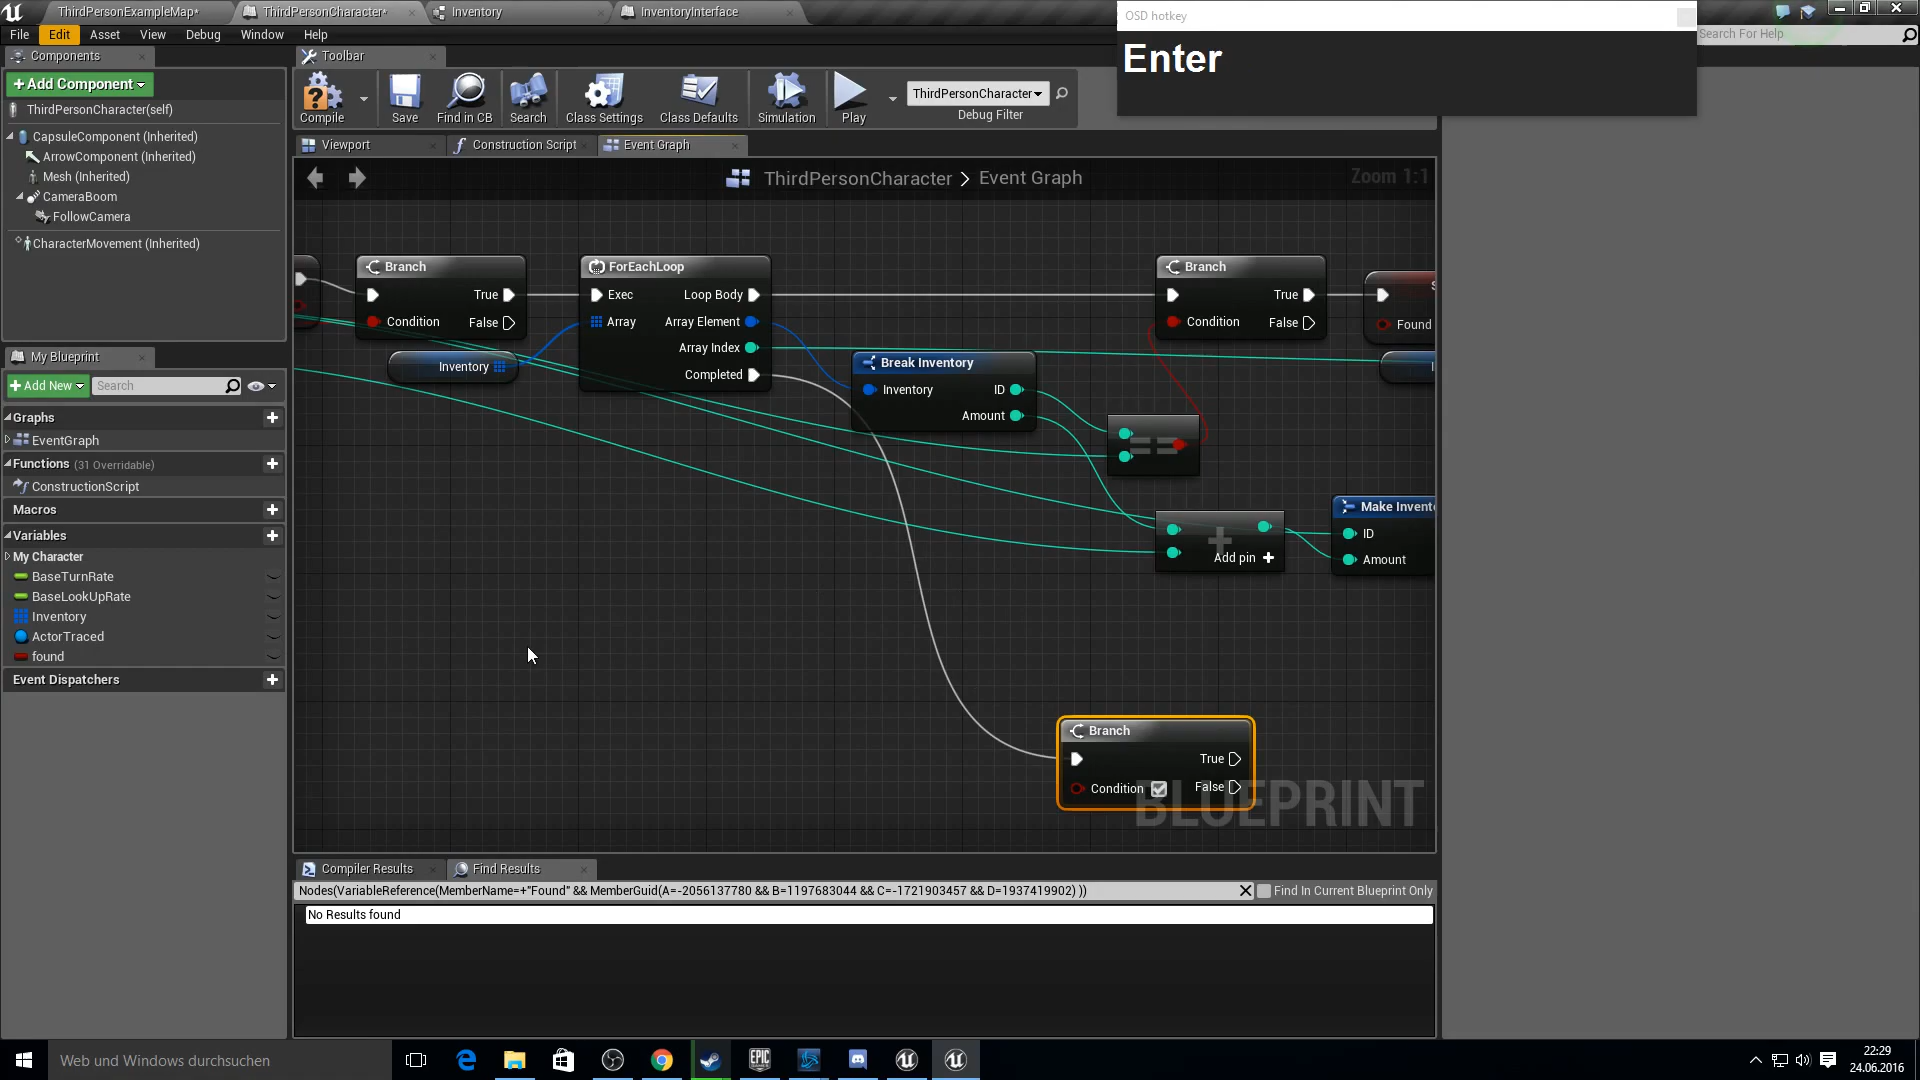 ThirdPersonExampleMap*
ThirdPersonCharacter*
Inventory
InventoryInterface
OSD hotkey
Enter
File Edit Asset View Debug Window Help
Search For Help
Components
Toolbar
+Add Component
ThirdPersonCharacter(self)
CapsuleComponent (Inherited)
ArrowComponent (Inherited)
Mesh (Inherited)
CameraBoom
FollowCamera
CharacterMovement (Inherited)
Compile Save Find in CB Search Class Settings Class Defaults Simulation Play
ThirdPersonCharacter
Debug Filter
Viewport
Construction Script
Event Graph
ThirdPersonCharacter > Event Graph
Zoom 1:1
Branch
True
Condition
False
Inventory
ForEachLoop
Exec Loop Body
Array Array Element
Array Index
Completed
Break Inventory
Inventory ID
Amount
==
Branch
True
Condition
False
Found
+
Add pin +
Make Invent
ID
Amount
Branch
True
Condition
False
BLUEPRINT
My Blueprint
+Add New
Search
Graphs
EventGraph
Functions (31 Overridable)
ConstructionScript
Macros
Variables
My Character
BaseTurnRate
BaseLookUpRate
Inventory
ActorTraced
found
Event Dispatchers
Compiler Results
Find Results
Nodes(VariableReference(MemberName=+"Found" && MemberGuid(A=-2056137780 && B=1197683044 && C=-1721903457 && D=1937419902) ))
Find In Current Blueprint Only
No Results found
Web und Windows durchsuchen
EPIC
GAMES
22:29
24.06.2016